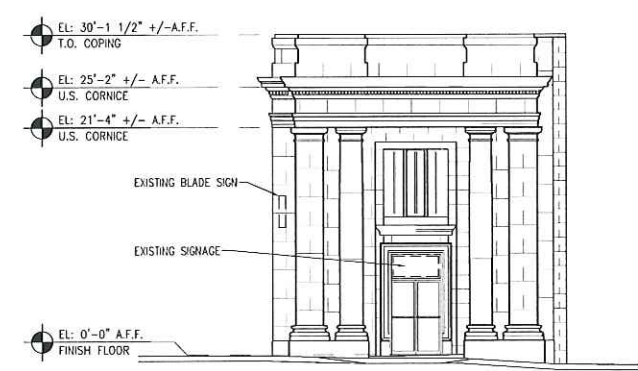 EL: 30'-1 1/2" +/-A.F.F.
T.O. COPING
EL: 25'-2" +/- A.F.F.
U.S. CORNICE
EL: 21'-4" +/- A.F.F.
U.S. CORNICE
EXISTING BLADE SIGN
EXISTING SIGNAGE
EL: 0'-0" A.F.F.
FINISH FLOOR